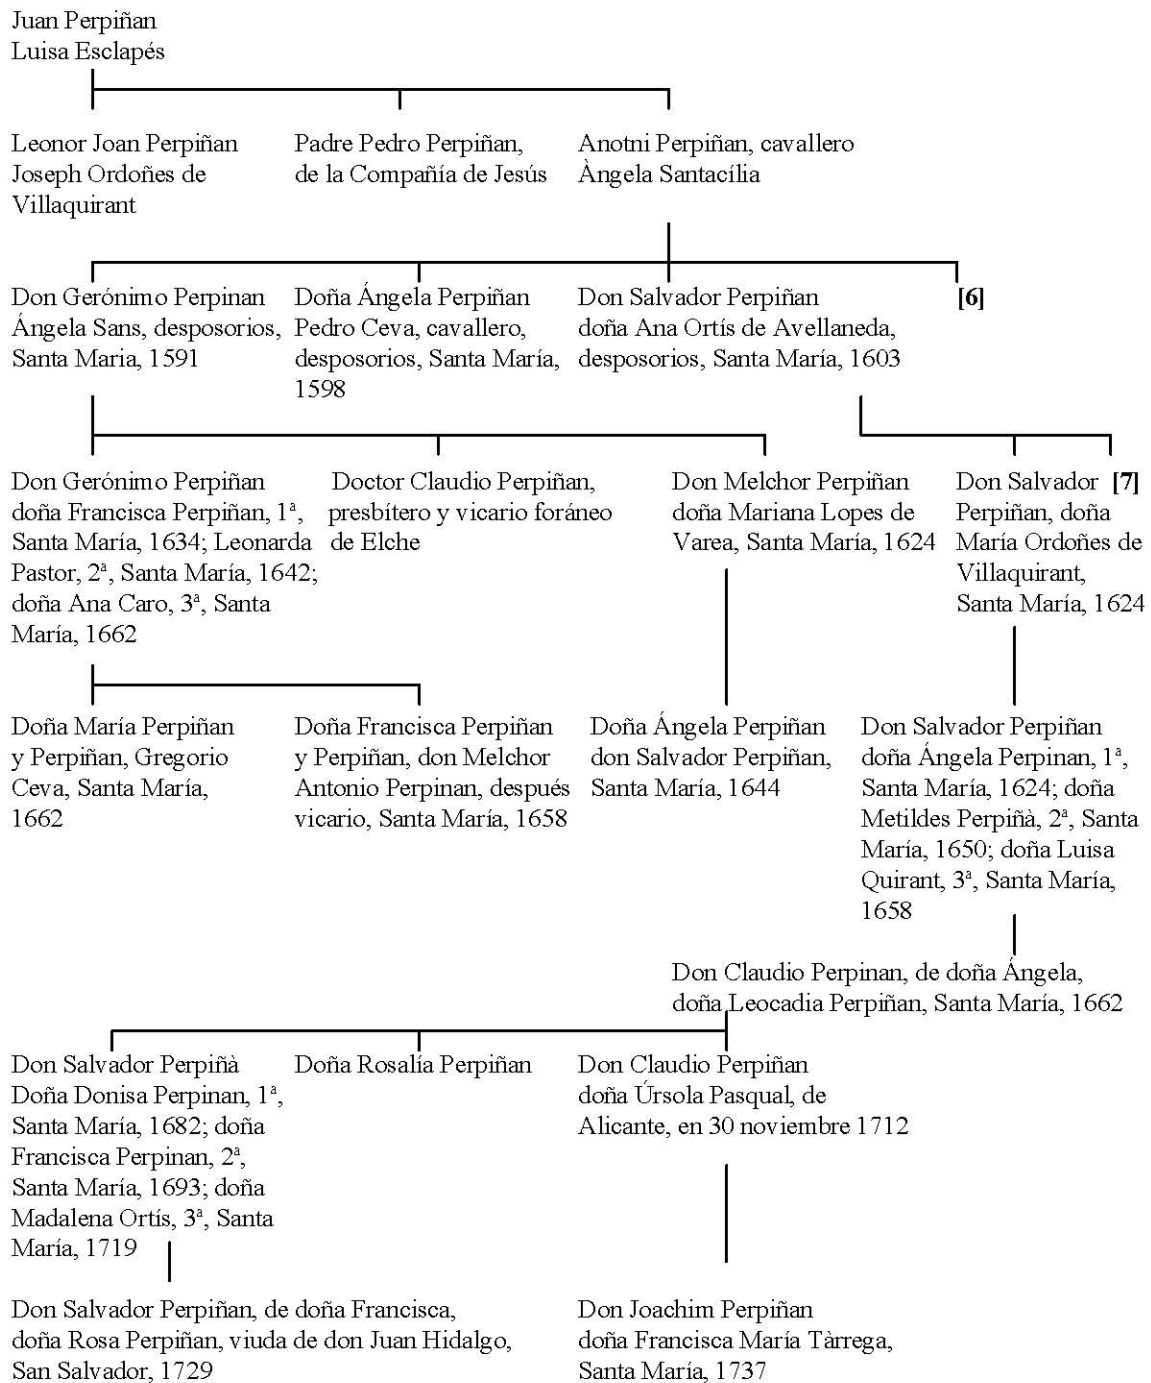 Juan Perpiñan
Luisa Esclapés
Leonor Joan Perpiñan
Joseph Ordoñes de
Villaquirant
Padre Pedro Perpiñan,
de la Compañía de Jesús
Anotni Perpiñan, cavallero
Àngela Santacília
Don Gerónimo Perpinan
Ángela Sans, desposorios,
Santa Maria, 1591
Doña Ángela Perpiñan
Pedro Ceva, cavallero,
desposorios, Santa María,
1598
Don Salvador Perpiñan
doña Ana Ortís de Avellaneda,
desposorios, Santa María, 1603
[6]
Don Gerónimo Perpiñan
doña Francisca Perpiñan, 1ª,
Santa María, 1634; Leonarda
Pastor, 2ª, Santa María, 1642;
doña Ana Caro, 3ª, Santa
María, 1662
Doctor Claudio Perpiñan,
presbítero y vicario foráneo
de Elche
Don Melchor Perpiñan
doña Mariana Lopes de
Varea, Santa María, 1624
Don Salvador
Perpiñan, doña
María Ordoñes de
Villaquirant,
Santa María, 1624
[7]
Doña María Perpiñan
y Perpiñan, Gregorio
Ceva, Santa María,
1662
Doña Francisca Perpiñan
y Perpiñan, don Melchor
Antonio Perpinan, después
vicario, Santa María, 1658
Doña Ángela Perpiñan
don Salvador Perpiñan,
Santa María, 1644
Don Salvador Perpiñan
doña Ángela Perpinan, 1ª,
Santa María, 1624; doña
Metildes Perpiñà, 2ª, Santa
María, 1650; doña Luisa
Quirant, 3ª, Santa María,
1658
Don Claudio Perpinan, de doña Ángela,
doña Leocadia Perpiñan, Santa María, 1662
Don Salvador Perpiñà
Doña Donisa Perpinan, 1ª,
Santa María, 1682; doña
Francisca Perpinan, 2ª,
Santa María, 1693; doña
Madalena Ortís, 3ª, Santa
María, 1719
Doña Rosalía Perpiñan
Don Claudio Perpiñan
doña Úrsola Pasqual, de
Alicante, en 30 noviembre 1712
Don Salvador Perpiñan, de doña Francisca,
doña Rosa Perpiñan, viuda de don Juan Hidalgo,
San Salvador, 1729
Don Joachim Perpiñan
doña Francisca María Tàrrega,
Santa María, 1737